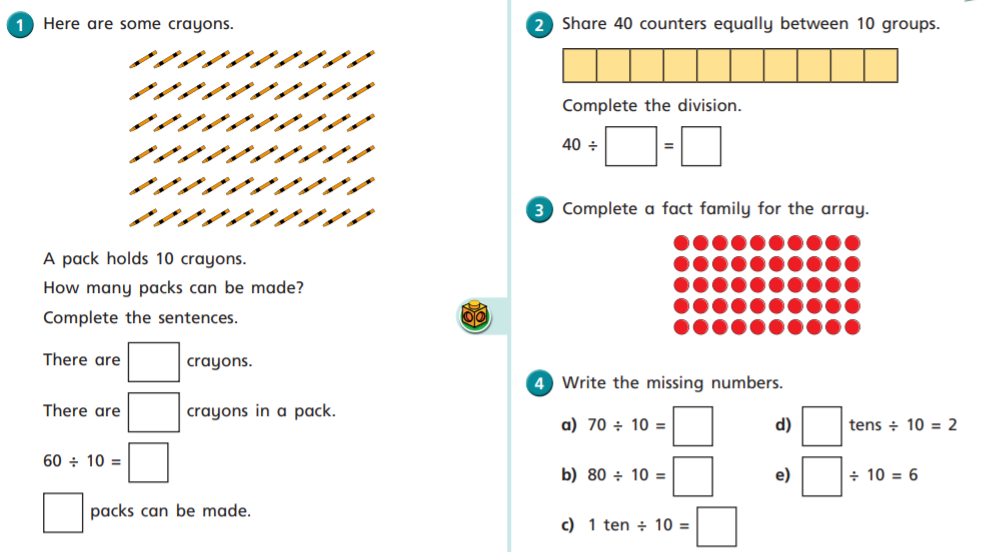 1 Here are some crayons.
A pack holds 10 crayons.
How many packs can be made?
Complete the sentences.
There are crayons.
There are crayons in a pack.
60 ÷ 10 =
packs can be made.
2 Share 40 counters equally between 10 groups.
Complete the division.
40 ÷ =
3 Complete a fact family for the array.
4 Write the missing numbers.
a) 70 ÷ 10 =
b) 80 ÷ 10 =
c) 1 ten ÷ 10 =
d) tens ÷ 10 = 2
e) ÷ 10 = 6